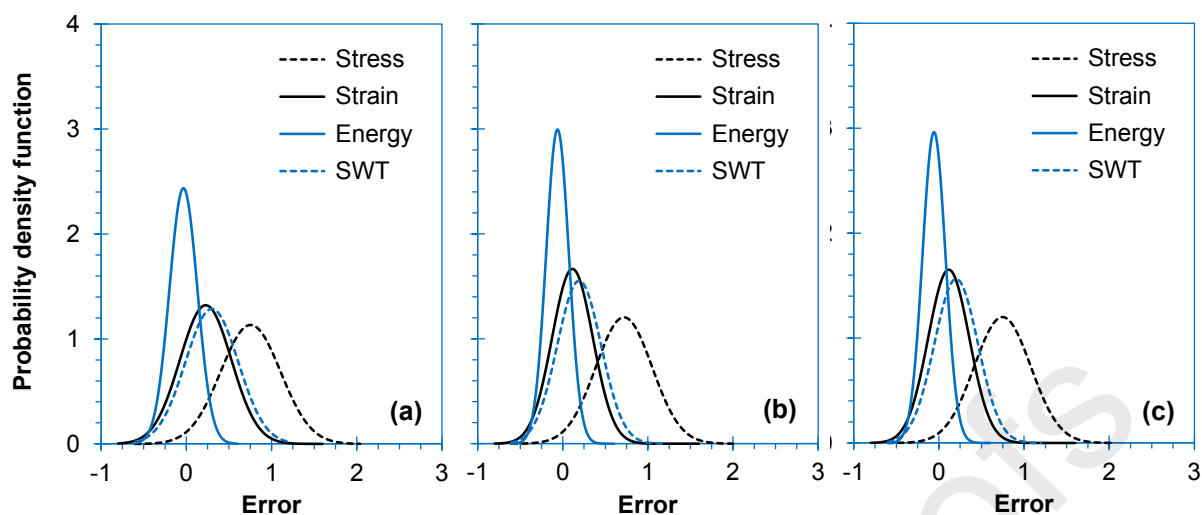 Probability density function
4
3
2
1
0
Stress
Strain
Energy
SWT
(a)
-1 0 1 2 3
Error
Stress
Strain
Energy
SWT
(b)
-1 0 1 2 3
Error
Stress
Strain
Energy
SWT
(c)
-1 0 1 2 3
Error
ofs